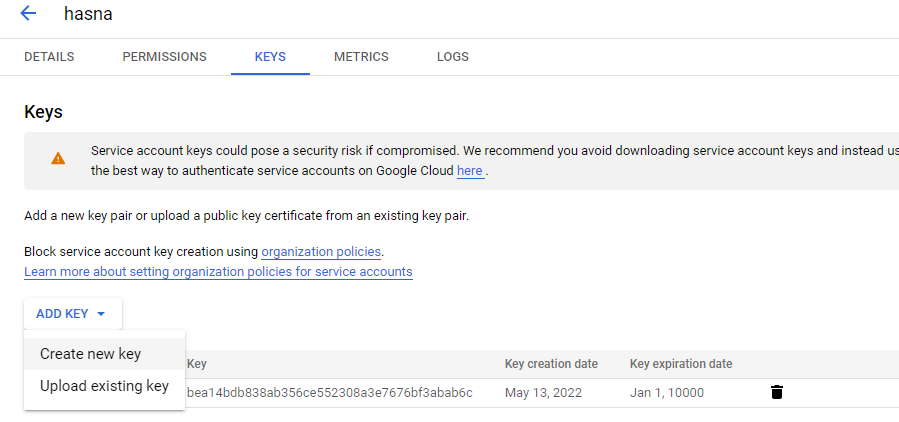 hasna
DETAILS PERMISSIONS KEYS METRICS LOGS
Keys
Service account keys could pose a security risk if compromised. We recommend you avoid downloading service account keys and instead us
the best way to authenticate service accounts on Google Cloud here .
Add a new key pair or upload a public key certificate from an existing key pair.
Block service account key creation using organization policies.
Learn more about setting organization policies for service accounts
ADD KEY
Create new key
Upload existing key
Key Key creation date Key expiration date
bea14bdb838ab356ce552308a3e7676bf3abab6c May 13, 2022 Jan 1, 10000